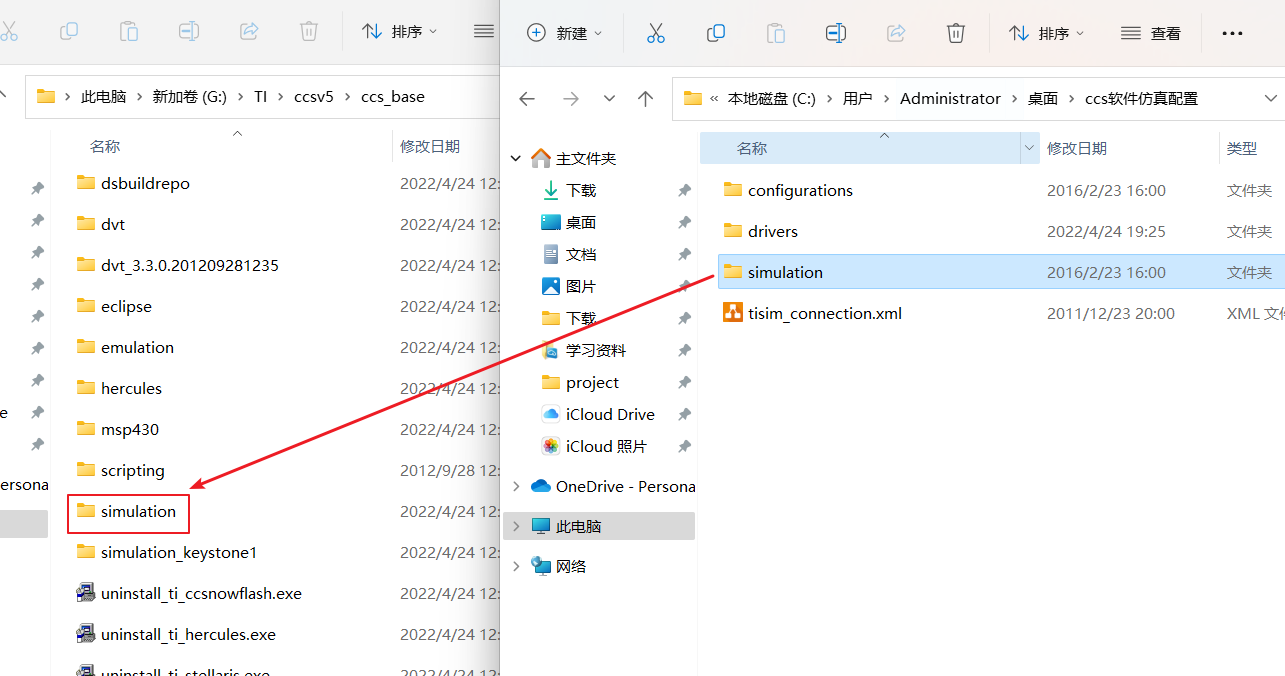 排序
此电脑 新加卷 (G:) TI ccsv5 ccs_base
名称 修改日期
dsbuildrepo 2022/4/24 12:
dvt 2022/4/24 12:
dvt_3.3.0.201209281235 2022/4/24 12:
eclipse 2022/4/24 12:
emulation 2022/4/24 12:
hercules 2022/4/24 12:
e
msp430 2022/4/24 12:
scripting 2012/9/28 12:
ersona
simulation 2022/4/24 12:
simulation_keystone1 2022/4/24 12:
uninstall_ti_ccsnowflash.exe 2022/4/24 12:
uninstall_ti_hercules.exe 2022/4/24 12:
uninstall_ti_stellaris.exe 2022/4/24 12:
新建 排序 查看
« 本地磁盘 (C:) 用户 Administrator 桌面 ccs软件仿真配置
主文件夹
下载
桌面
文档
图片
下载
学习资料
project
iCloud Drive
iCloud 照片
OneDrive - Persona
此电脑
网络
名称 修改日期 类型
configurations 2016/2/23 16:00 文件夹
drivers 2022/4/24 19:25 文件夹
simulation 2016/2/23 16:00 文件夹
tisim_connection.xml 2011/12/23 20:00 XML 文件